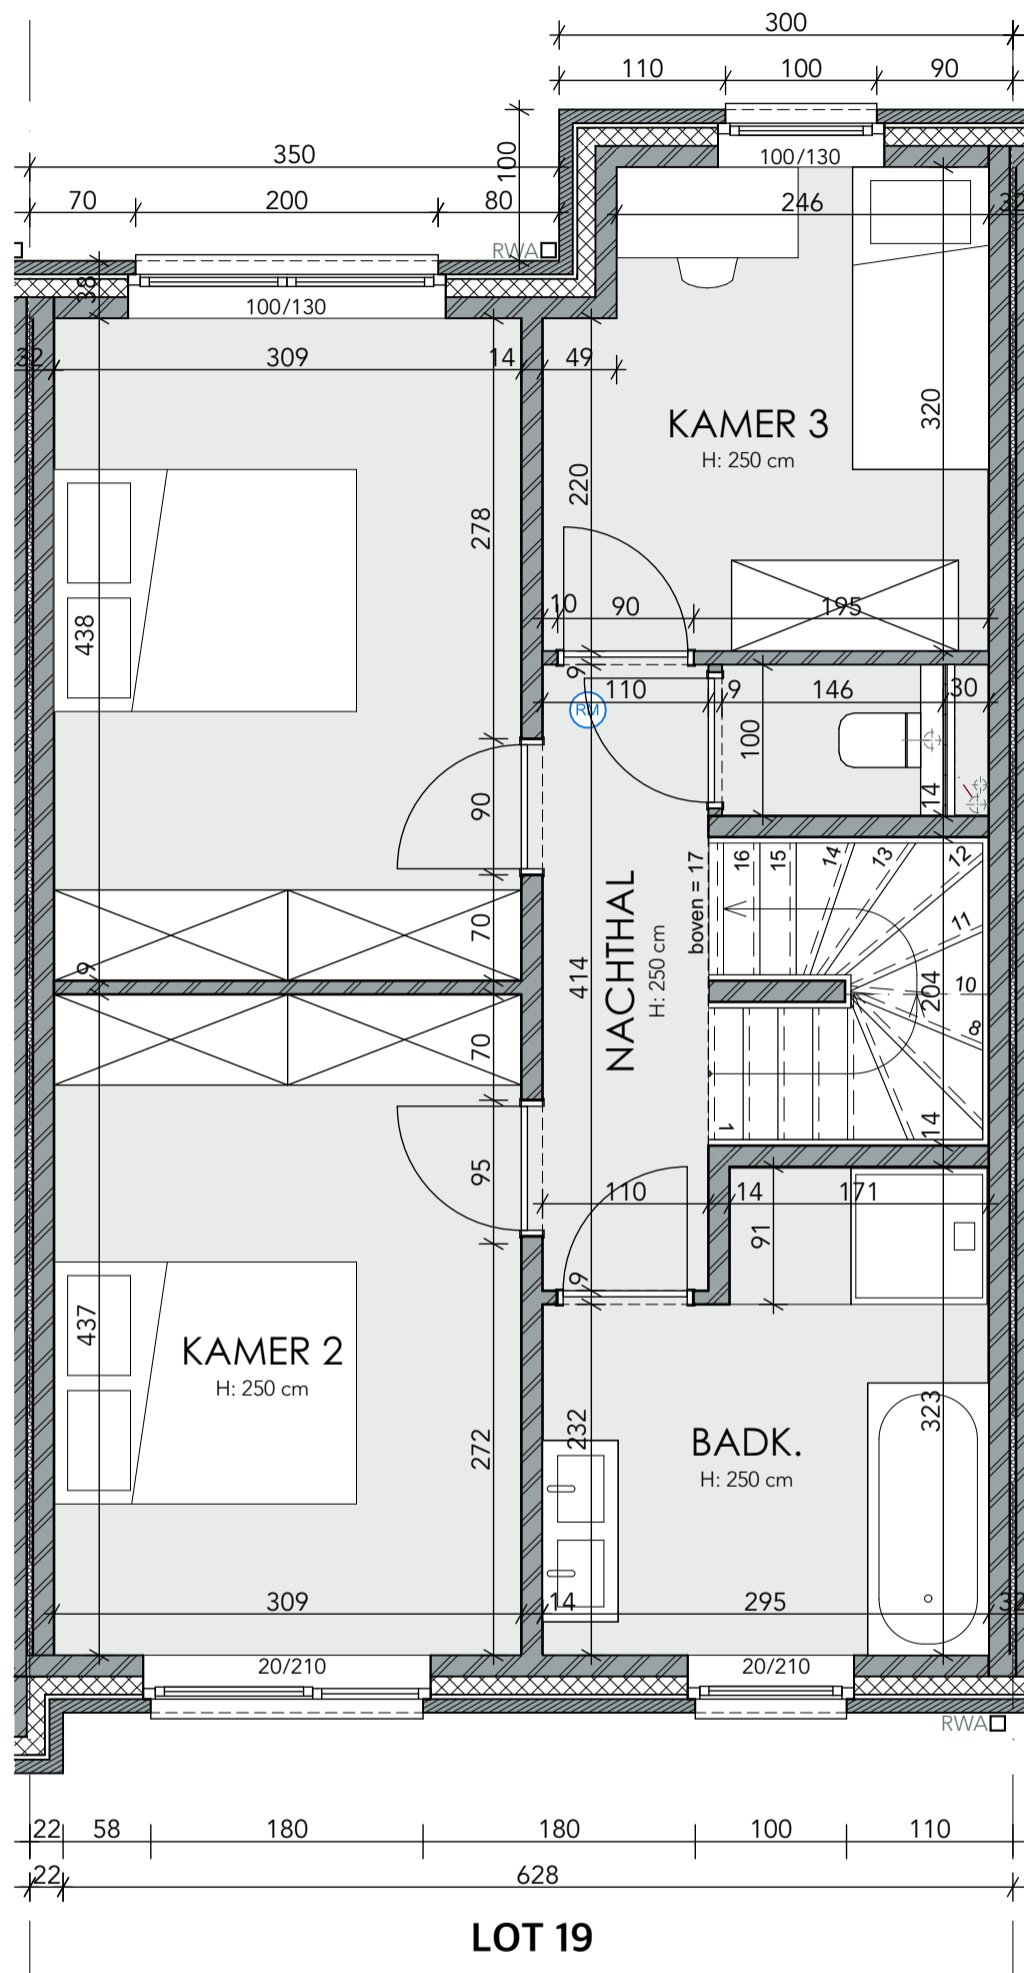 300
110 100 90
350
100
100/130
70 200 80
246 32
RWA
38
100/130
32 309 14 49
KAMER 3
H: 250 cm
320
220
278
10 90 195
438
9
110 9 146 30
RM
100
14
90
boven = 17
16 15 14 13 12
11
70
NACHTHAL
H: 250 cm
9
414
204
10
8
70
1
14
95
110 14 171
91
9
437
KAMER 2
H: 250 cm
272
232
BADK.
H: 250 cm
323
309 14 295 32
20/210 20/210
RWA
22 58 180 180 100 110
22 628
LOT 19